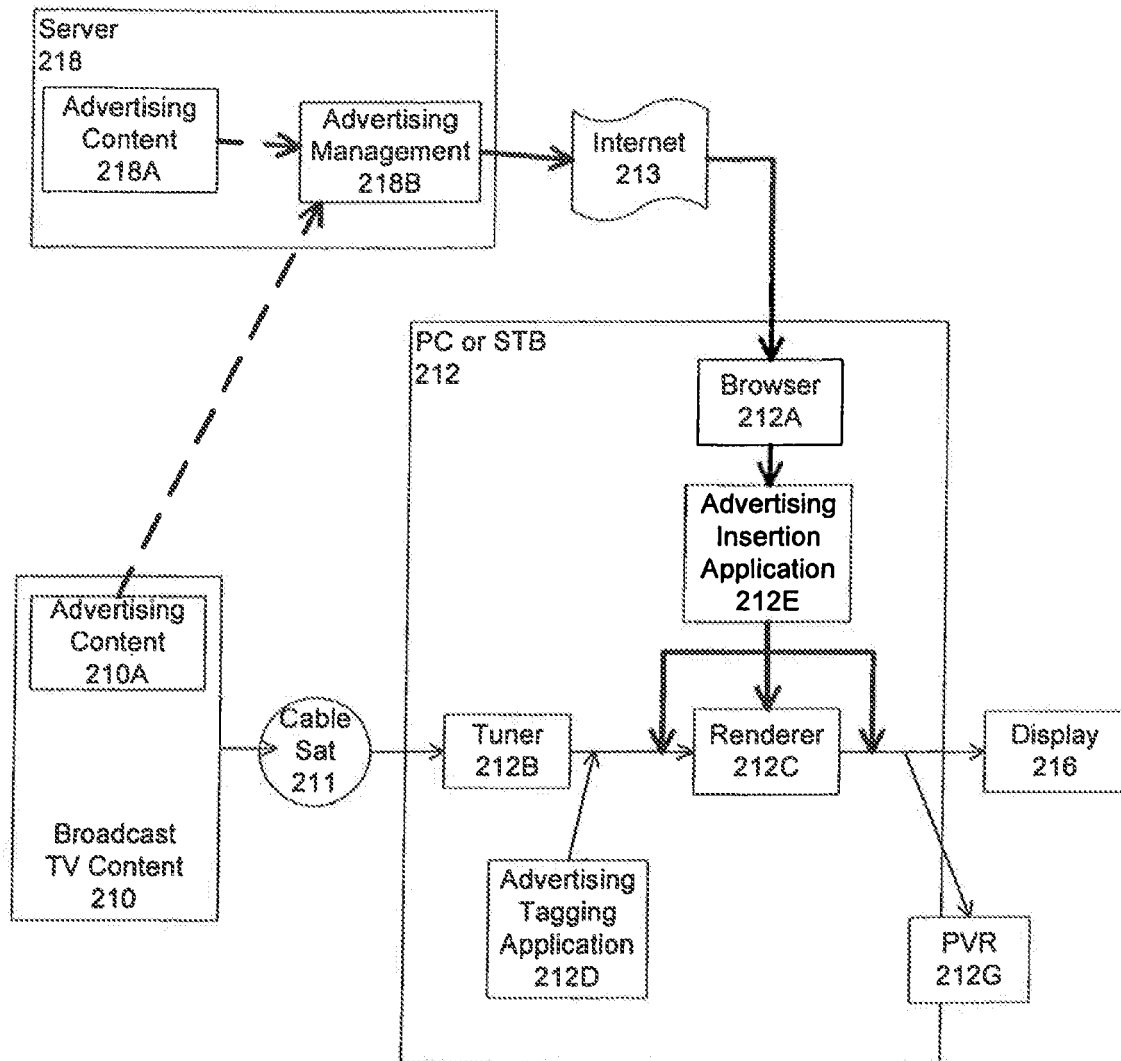 Server
218
Advertising
Content
218A
Advertising
Management
218B
Internet
213
PC or STB
212
Browser
212A
Advertising
Insertion
Application
212E
Advertising
Content
210A
Broadcast
TV Content
210
Cable
Sat
211
Tuner
212B
Renderer
212C
Display
216
Advertising
Tagging
Application
212D
PVR
212G